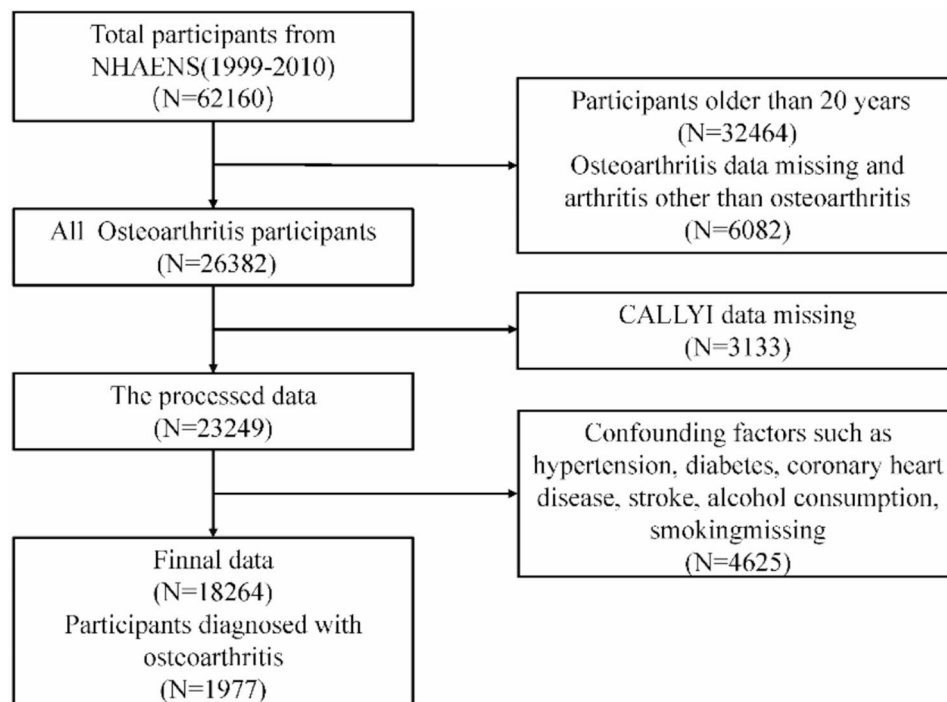 Total participants from
NHAENS(1999-2010)
(N=62160)
Participants older than 20 years
(N=32464)
Osteoarthritis data missing and
arthritis other than osteoarthritis
(N=6082)
All Osteoarthritis participants
(N=26382)
CALLYI data missing
(N=3133)
The processed data
(N=23249)
Confounding factors such as
hypertension, diabetes, coronary heart
disease, stroke, alcohol consumption,
smokingmissing
(N=4625)
Finnal data
(N=18264)
Participants diagnosed with
osteoarthritis
(N=1977)